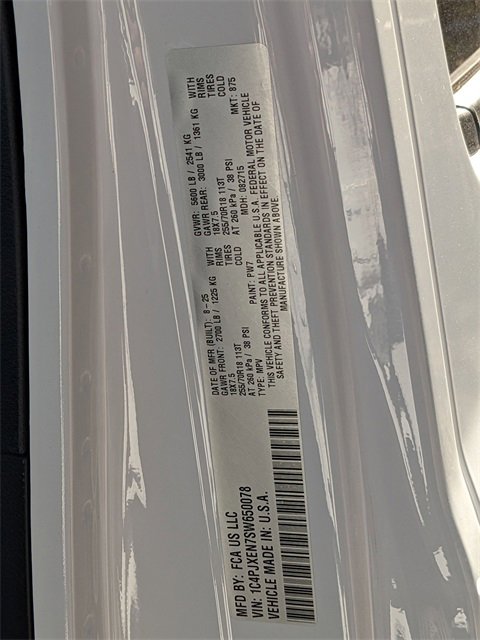 MFD BY: FCA US LLC
VIN: 1C4PJXEN7SW650078
VEHICLE MADE IN: U.S.A.
DATE OF MFR (BUILT): 8-25
GAWR FRONT: 2700 LB / 1225 KG WITH
18X7.5 RIMS
255/70R18 113T TIRES
AT 260 kPa / 38 PSI COLD
TYPE: MPV PAINT: PW7
GVWR: 5600 LB / 2541 KG
GAWR REAR: 3000 LB / 1361 KG WITH
18X7.5 RIMS
255/70R18 113T TIRES
AT 260 kPa / 38 PSI COLD
MDH: 082715 MKT: 875
THIS VEHICLE CONFORMS TO ALL APPLICABLE U.S.A. FEDERAL MOTOR VEHICLE
SAFETY AND THEFT PREVENTION STANDARDS IN EFFECT ON THE DATE OF
MANUFACTURE SHOWN ABOVE.